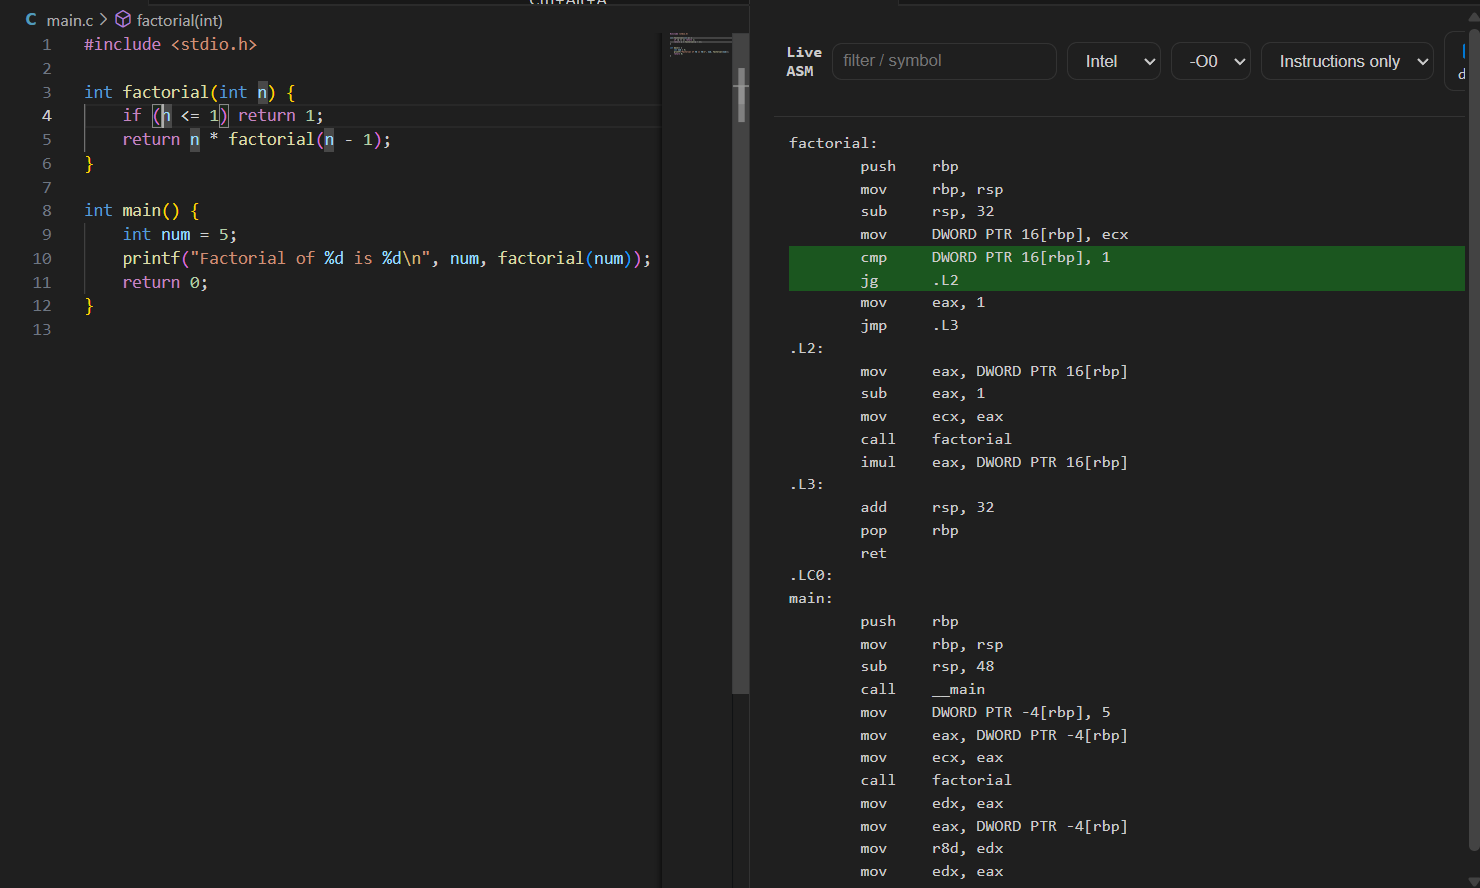 main.c > factorial(int)
1 #include <stdio.h>
2
3 int factorial(int n) {
4     if (n <= 1) return 1;
5     return n * factorial(n - 1);
6 }
7
8 int main() {
9     int num = 5;
10     printf("Factorial of %d is %d\n", num, factorial(num));
11     return 0;
12 }
13
Live ASM
filter / symbol
Intel
-O0
Instructions only
factorial:
push rbp
mov rbp, rsp
sub rsp, 32
mov DWORD PTR 16[rbp], ecx
cmp DWORD PTR 16[rbp], 1
jg .L2
mov eax, 1
jmp .L3
.L2:
mov eax, DWORD PTR 16[rbp]
sub eax, 1
mov ecx, eax
call factorial
imul eax, DWORD PTR 16[rbp]
.L3:
add rsp, 32
pop rbp
ret
.LC0:
main:
push rbp
mov rbp, rsp
sub rsp, 48
call __main
mov DWORD PTR -4[rbp], 5
mov eax, DWORD PTR -4[rbp]
mov ecx, eax
call factorial
mov edx, eax
mov eax, DWORD PTR -4[rbp]
mov r8d, edx
mov edx, eax